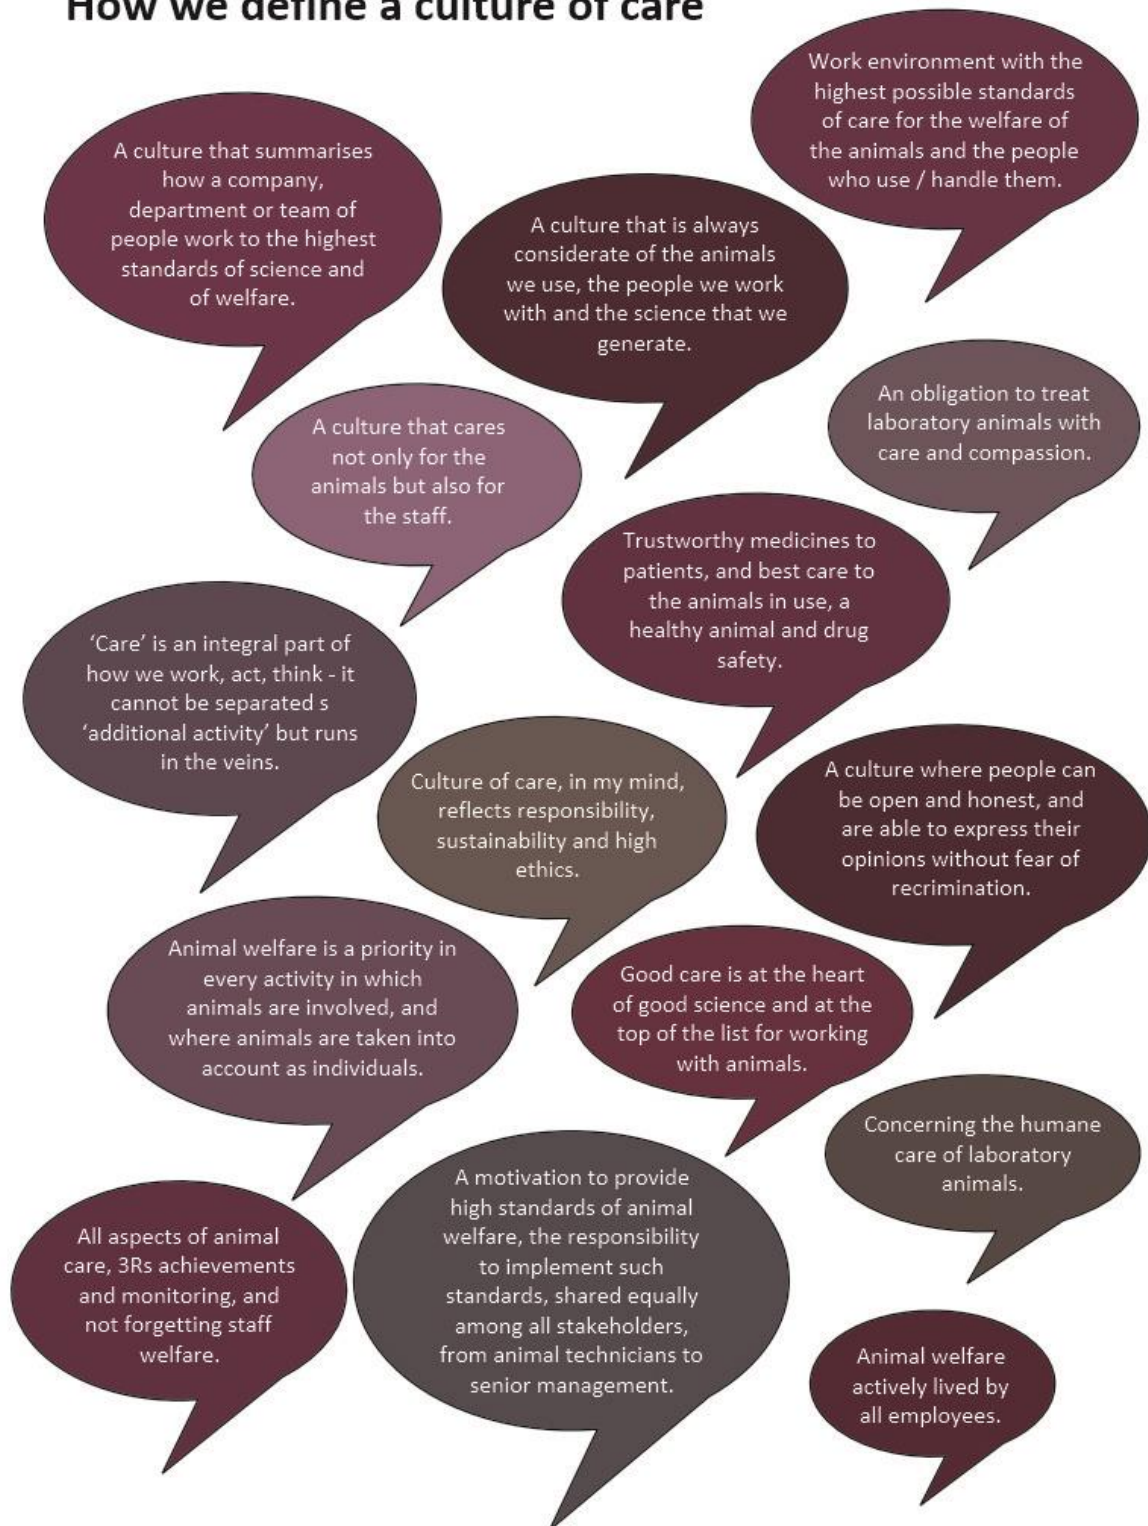 How we define a culture of care
Work environment with the
highest possible standards
of care for the welfare of
the animals and the people
who use / handle them.
A culture that summarises
how a company,
department or team of
people work to the highest
standards of science and
of welfare.
A culture that is always
considerate of the animals
we use, the people we work
with and the science that we
generate.
An obligation to treat
laboratory animals with
care and compassion.
A culture that cares
not only for the
animals but also for
the staff.
Trustworthy medicines to
patients, and best care to
the animals in use, a
healthy animal and drug
safety.
‘Care’ is an integral part of
how we work, act, think - it
cannot be separated s
‘additional activity’ but runs
in the veins.
Culture of care, in my mind,
reflects responsibility,
sustainability and high
ethics.
A culture where people can
be open and honest, and
are able to express their
opinions without fear of
recrimination.
Animal welfare is a priority in
every activity in which
animals are involved, and
where animals are taken into
account as individuals.
Good care is at the heart
of good science and at the
top of the list for working
with animals.
Concerning the humane
care of laboratory
animals.
A motivation to provide
high standards of animal
welfare, the responsibility
to implement such
standards, shared equally
among all stakeholders,
from animal technicians to
senior management.
All aspects of animal
care, 3Rs achievements
and monitoring, and
not forgetting staff
welfare.
Animal welfare
actively lived by
all employees.